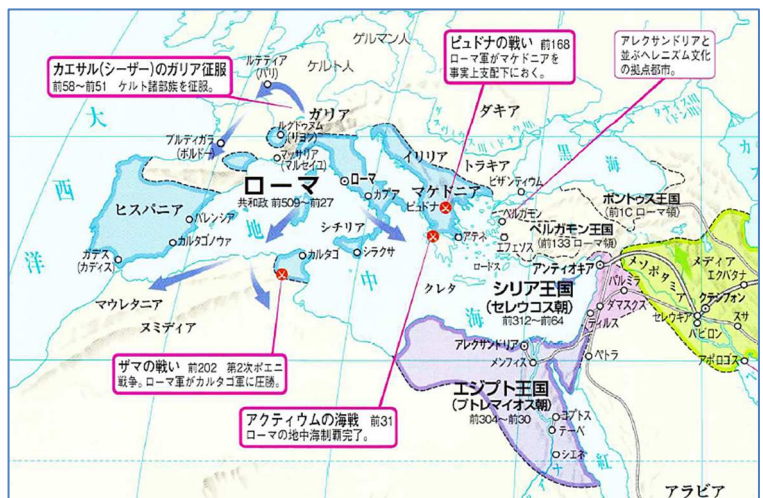 カエサル(シーザー)のガリア征服
前58〜前51 ケルト諸部族を征服。
ルテティア
(パリ)
ゲルマン人
ケルト人
ピュドナの戦い 前168
ローマ軍がマケドニアを
事実上支配下におく。
アレクサンドリアと
並ぶヘレニズム文化
の拠点都市。
大
西
洋
ガリア
ルグドゥヌム
(リヨン)
ブルディガラ
(ボルドー)
マッサリア
(マルセイユ)
ダキア
タナイス川
(ドン川)
イリリア
トラキア
黒
海
ローマ
共和政 前509〜前27
ローマ
カプア
マケドニア
ピュドナ
ビザンティウム
ポントゥス王国
(前1C ローマ領)
ヒスパニア
バレンシア
カルタゴノヴァ
ガデス
(カディス)
地
中
海
シチリア
シラクサ
カルタゴ
アテネ
ペルガモン
エフェソス
ペルガモン王国
(前133 ローマ領)
ロードス
クレタ
アンティオキア
メソポタミア
メディア
エクバタナ
パルミラ
クテシフォン
シリア王国
(セレウコス朝)
前312〜前64
ダマスクス
セレウキア
スサ
バビロン
ティルス
マウレタニア
ヌミディア
アレクサンドリア
メンフィス
ペトラ
アポロゴス
ザマの戦い 前202 第2次ポエニ
戦争。ローマ軍がカルタゴ軍に圧勝。
エジプト王国
(プトレマイオス朝)
前304〜前30
アクティウムの海戦 前31
ローマの地中海制覇完了。
コプトス
テーベ
シエネ
紅
アラビア